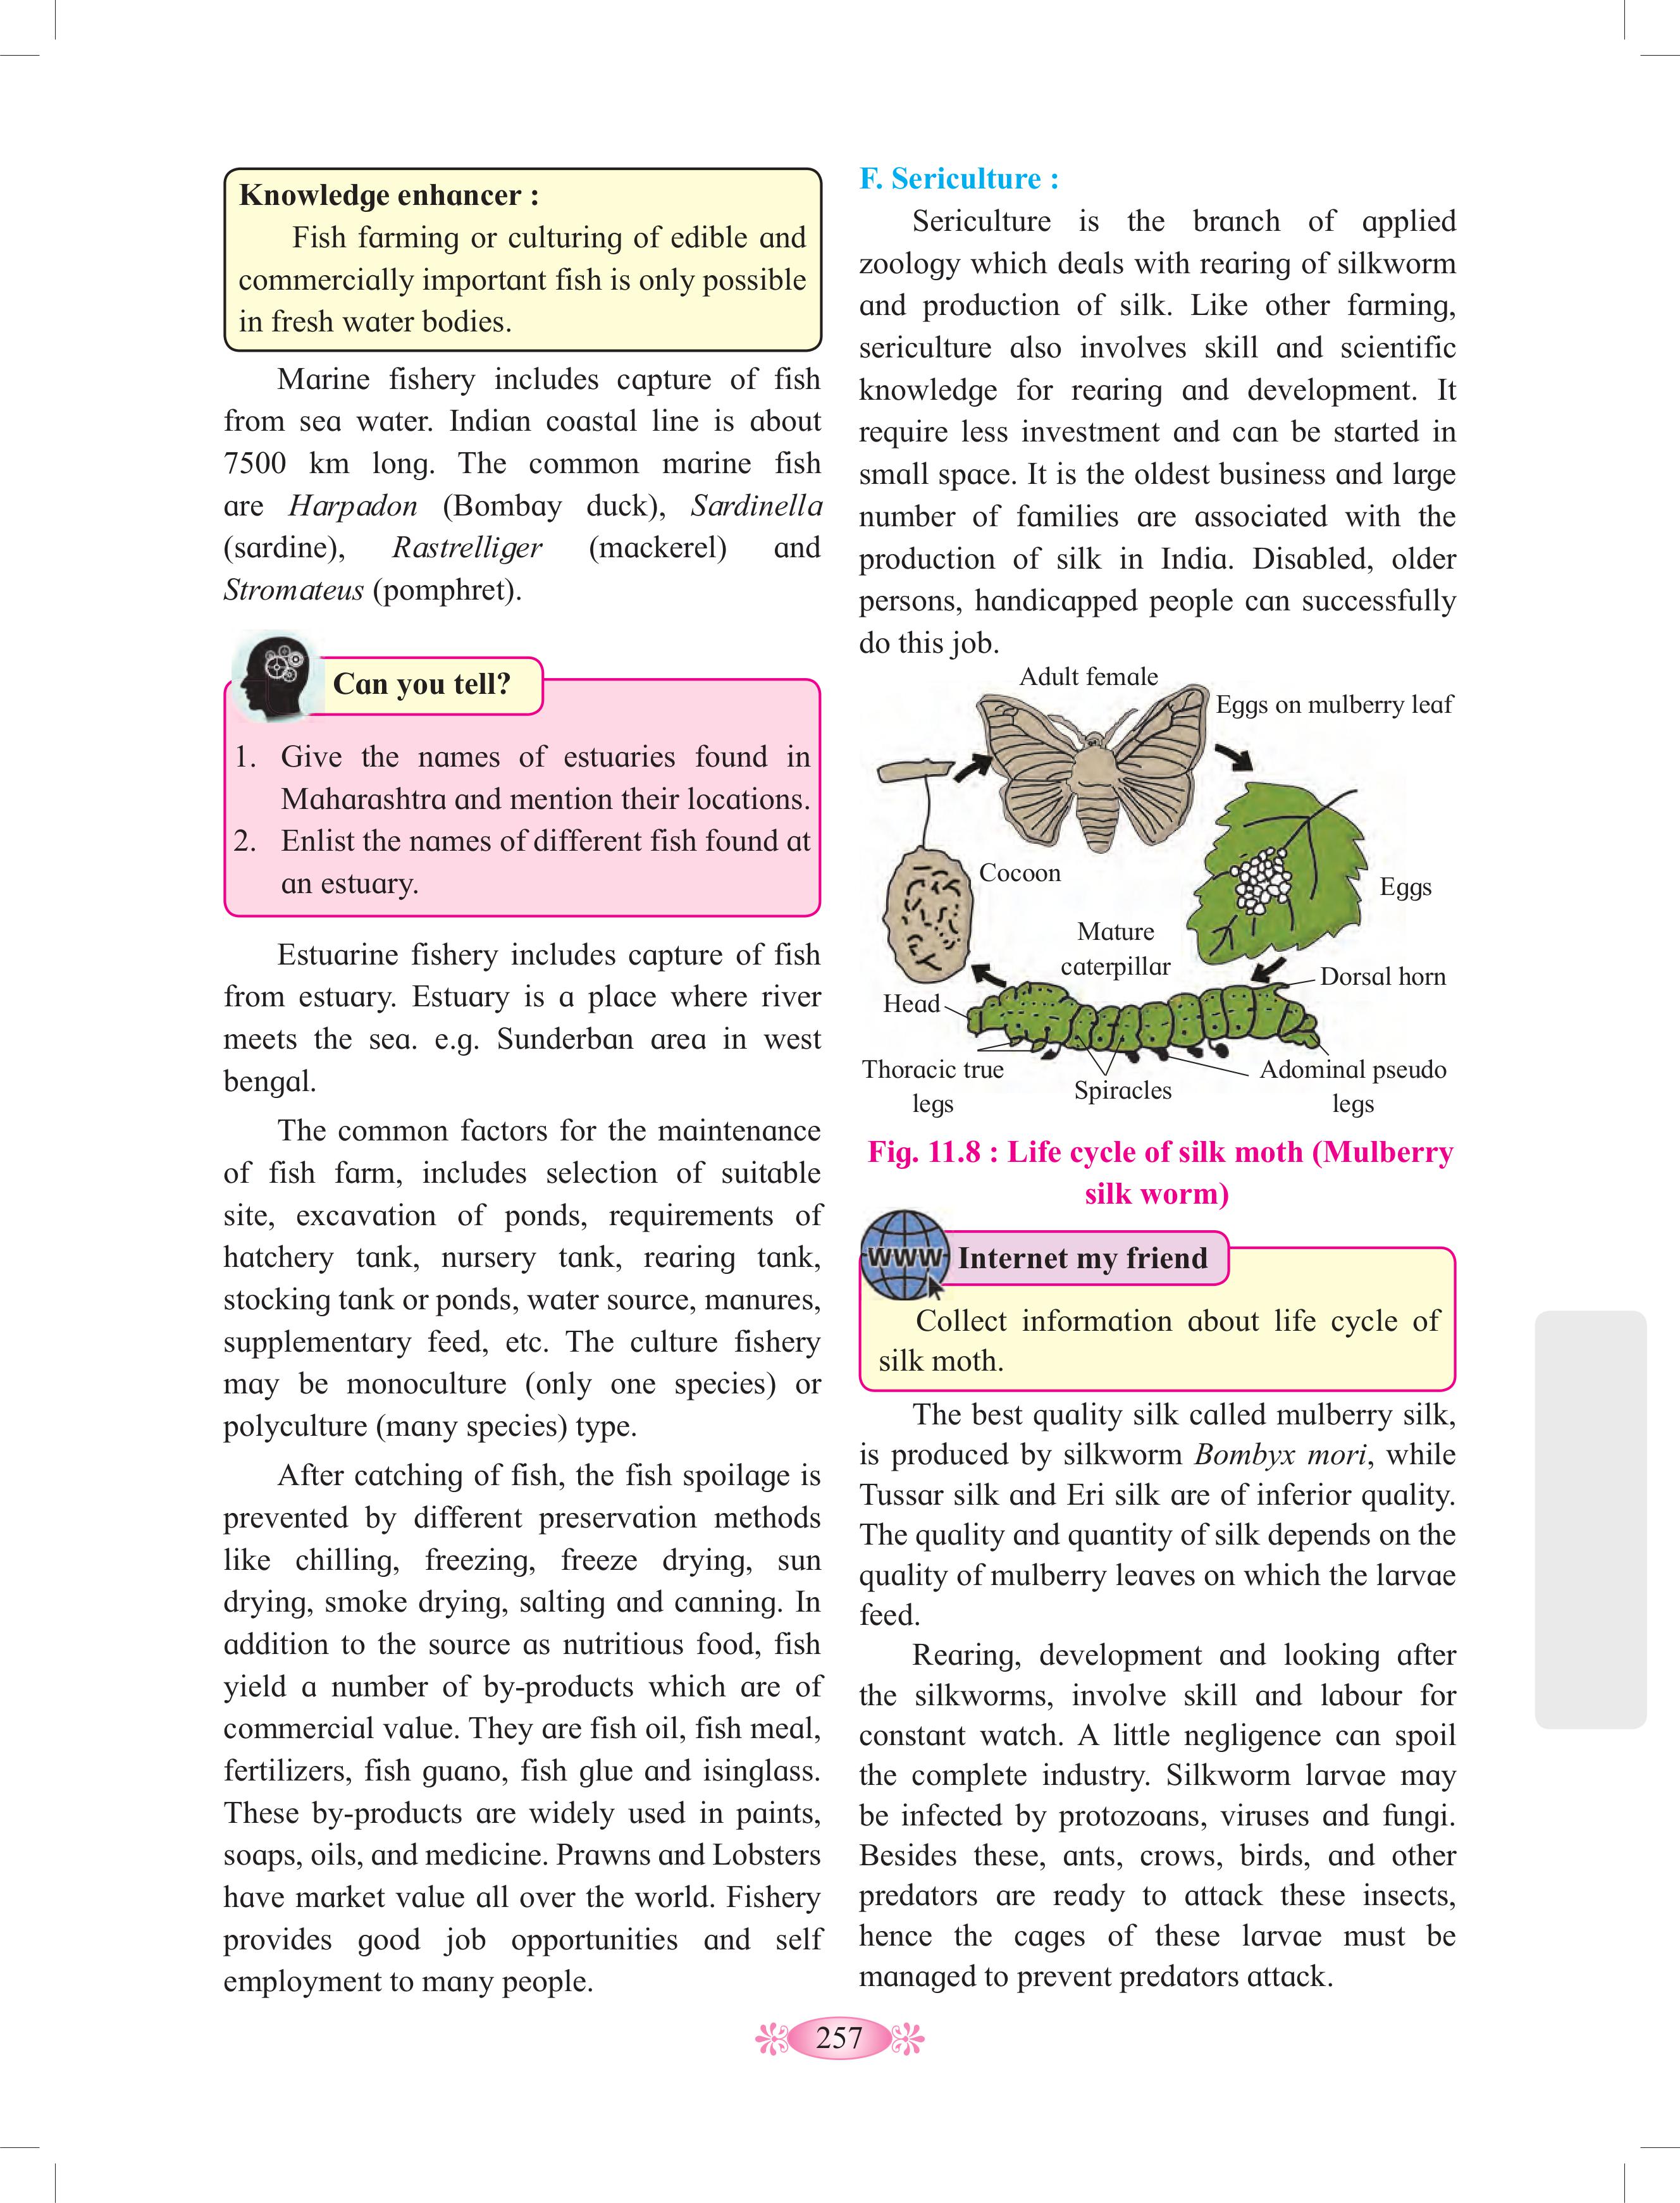 Knowledge enhancer :
Fish farming or culturing of edible and
commercially important fish is only possible
in fresh water bodies.
Marine fishery includes capture of fish
from sea water. Indian coastal line is about
7500 km long. The common marine fish
are Harpadon (Bombay duck), Sardinella
(sardine), Rastrelliger (mackerel) and
Stromateus (pomphret).
Can you tell?
1. Give the names of estuaries found in
Maharashtra and mention their locations.
2. Enlist the names of different fish found at
an estuary.
Estuarine fishery includes capture of fish
from estuary. Estuary is a place where river
meets the sea. e.g. Sunderban area in west
bengal.
The common factors for the maintenance
of fish farm, includes selection of suitable
site, excavation of ponds, requirements of
hatchery tank, nursery tank, rearing tank,
stocking tank or ponds, water source, manures,
supplementary feed, etc. The culture fishery
may be monoculture (only one species) or
polyculture (many species) type.
After catching of fish, the fish spoilage is
prevented by different preservation methods
like chilling, freezing, freeze drying, sun
drying, smoke drying, salting and canning. In
addition to the source as nutritious food, fish
yield a number of by-products which are of
commercial value. They are fish oil, fish meal,
fertilizers, fish guano, fish glue and isinglass.
These by-products are widely used in paints,
soaps, oils, and medicine. Prawns and Lobsters
have market value all over the world. Fishery
provides good job opportunities and self
employment to many people.
F. Sericulture :
Sericulture is the branch of applied
zoology which deals with rearing of silkworm
and production of silk. Like other farming,
sericulture also involves skill and scientific
knowledge for rearing and development. It
require less investment and can be started in
small space. It is the oldest business and large
number of families are associated with the
production of silk in India. Disabled, older
persons, handicapped people can successfully
do this job.
Adult female
Eggs on mulberry leaf
Cocoon
Eggs
Mature
caterpillar
Dorsal horn
Head
Thoracic true
legs
Spiracles
Adominal pseudo
legs
Fig. 11.8 : Life cycle of silk moth (Mulberry
silk worm)
WWW
Internet my friend
Collect information about life cycle of
silk moth.
The best quality silk called mulberry silk,
is produced by silkworm Bombyx mori, while
Tussar silk and Eri silk are of inferior quality.
The quality and quantity of silk depends on the
quality of mulberry leaves on which the larvae
feed.
Rearing, development and looking after
the silkworms, involve skill and labour for
constant watch. A little negligence can spoil
the complete industry. Silkworm larvae may
be infected by protozoans, viruses and fungi.
Besides these, ants, crows, birds, and other
predators are ready to attack these insects,
hence the cages of these larvae must be
managed to prevent predators attack.
257